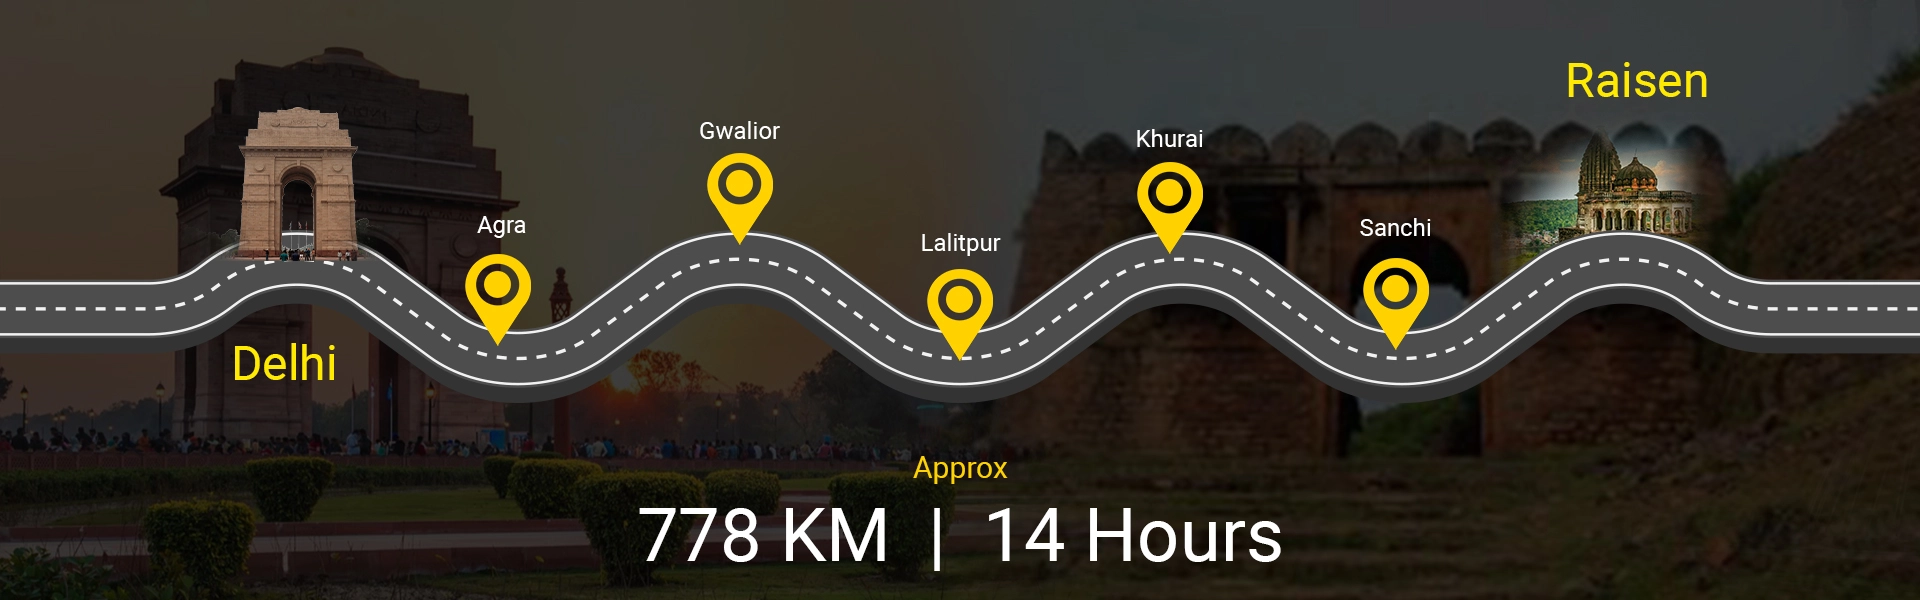 Raisen
Gwalior
Khurai
Agra
Sanchi
Lalitpur
Delhi
Approx
778 KM | 14 Hours